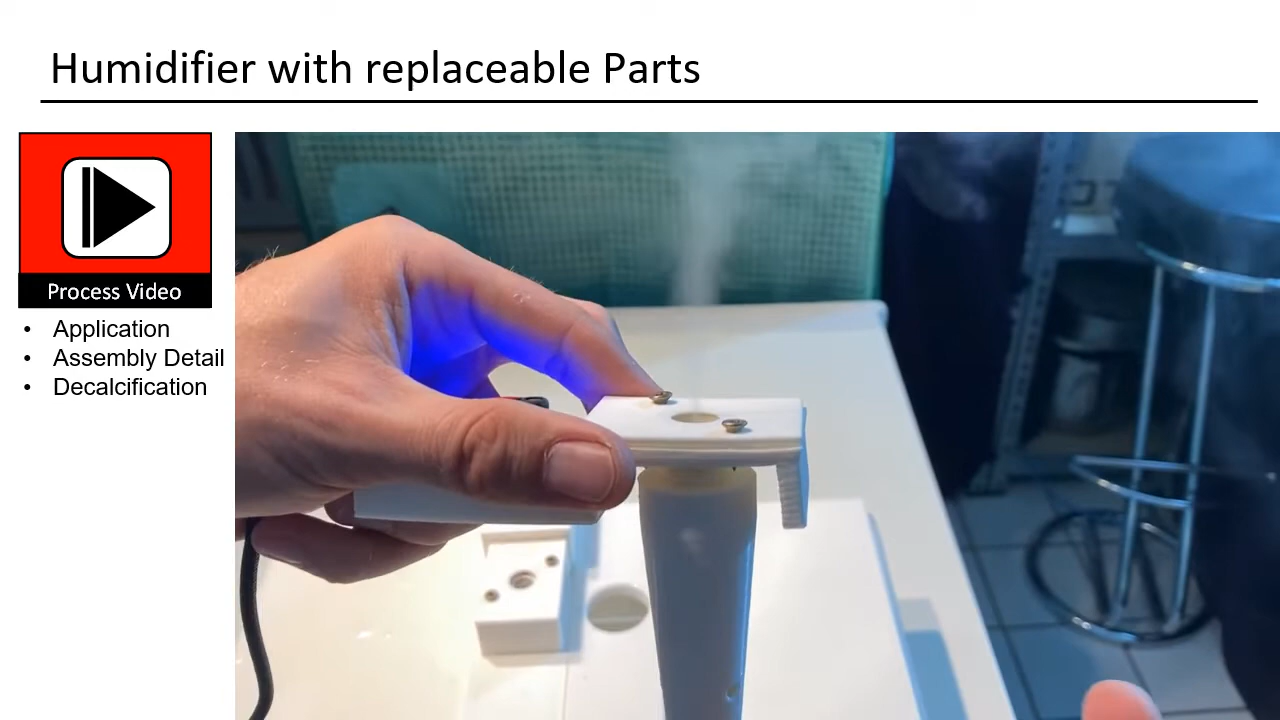 Humidifier with replaceable Parts
Process Video
• Application
• Assembly Detail
• Decalcification